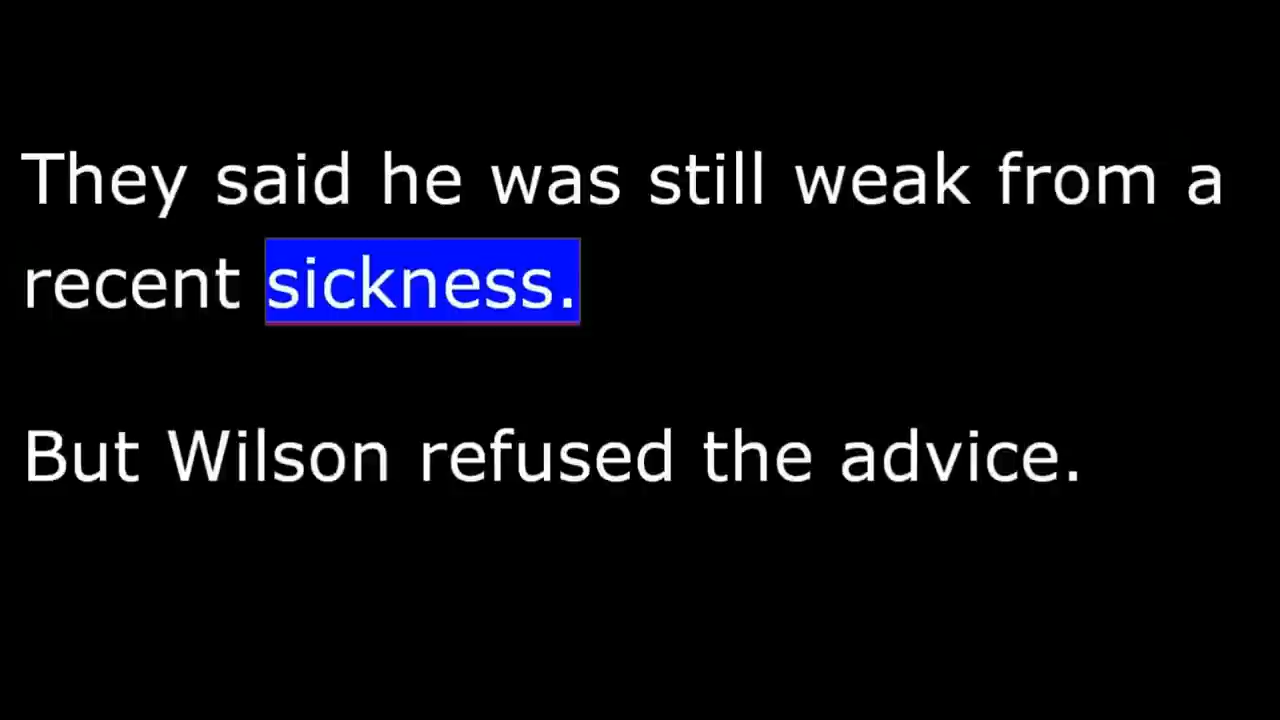 They said he was still weak from a
recent sickness.
But Wilson refused the advice.